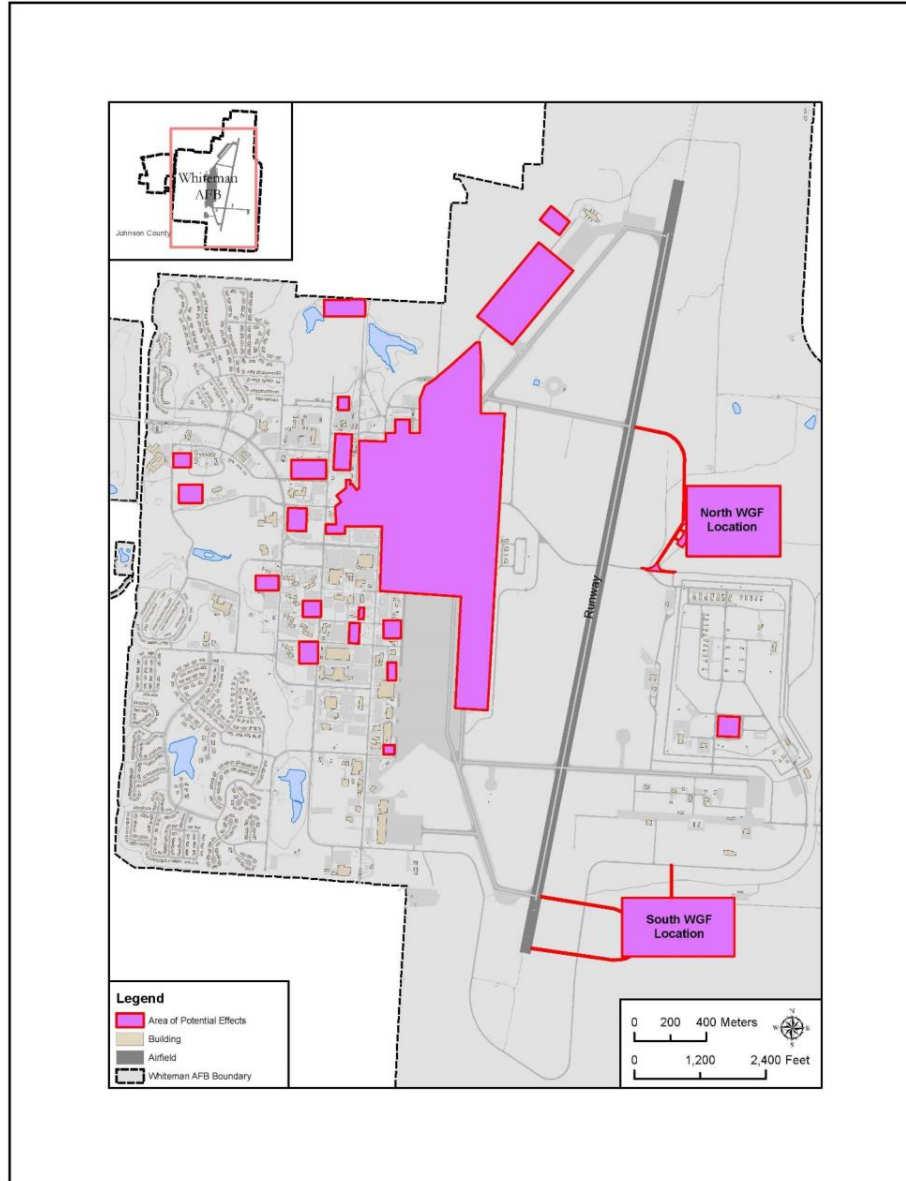 Whiteman
AFB
Johnson County
North WGF
Location
Runway
South WGF
Location
Legend
Area of Potential Effects
Building
Airfield
Whiteman AFB Boundary
0 200 400 Meters
0 1,200 2,400 Feet
N
W E
S